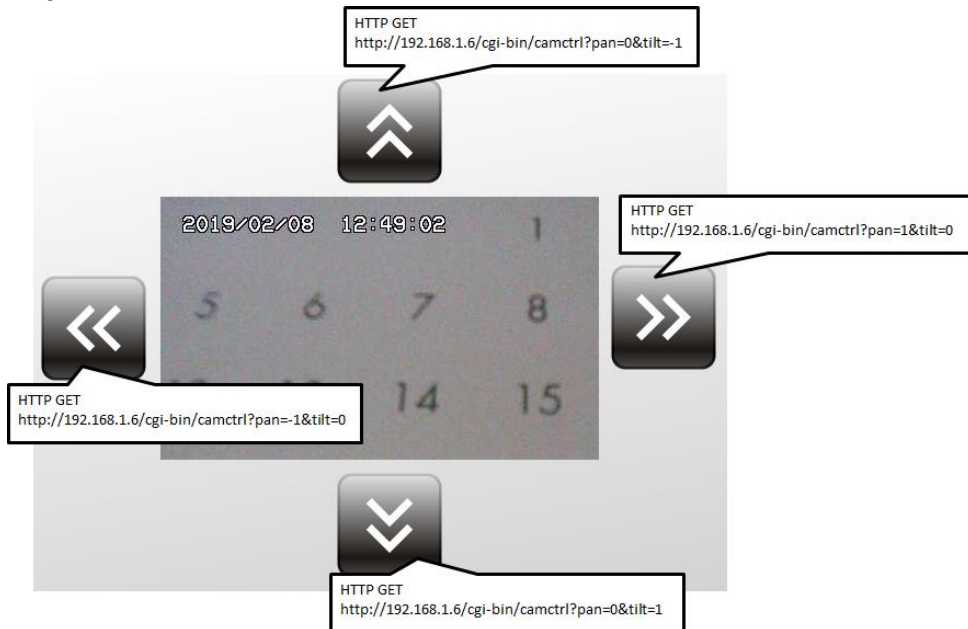 HTTP GET
http://192.168.1.6/cgi-bin/camctrl?pan=0&tilt=-1
2019/02/08 12:49:02
1
HTTP GET
http://192.168.1.6/cgi-bin/camctrl?pan=1&tilt=0
5 6 7 8
HTTP GET
http://192.168.1.6/cgi-bin/camctrl?pan=-1&tilt=0
14 15
HTTP GET
http://192.168.1.6/cgi-bin/camctrl?pan=0&tilt=1